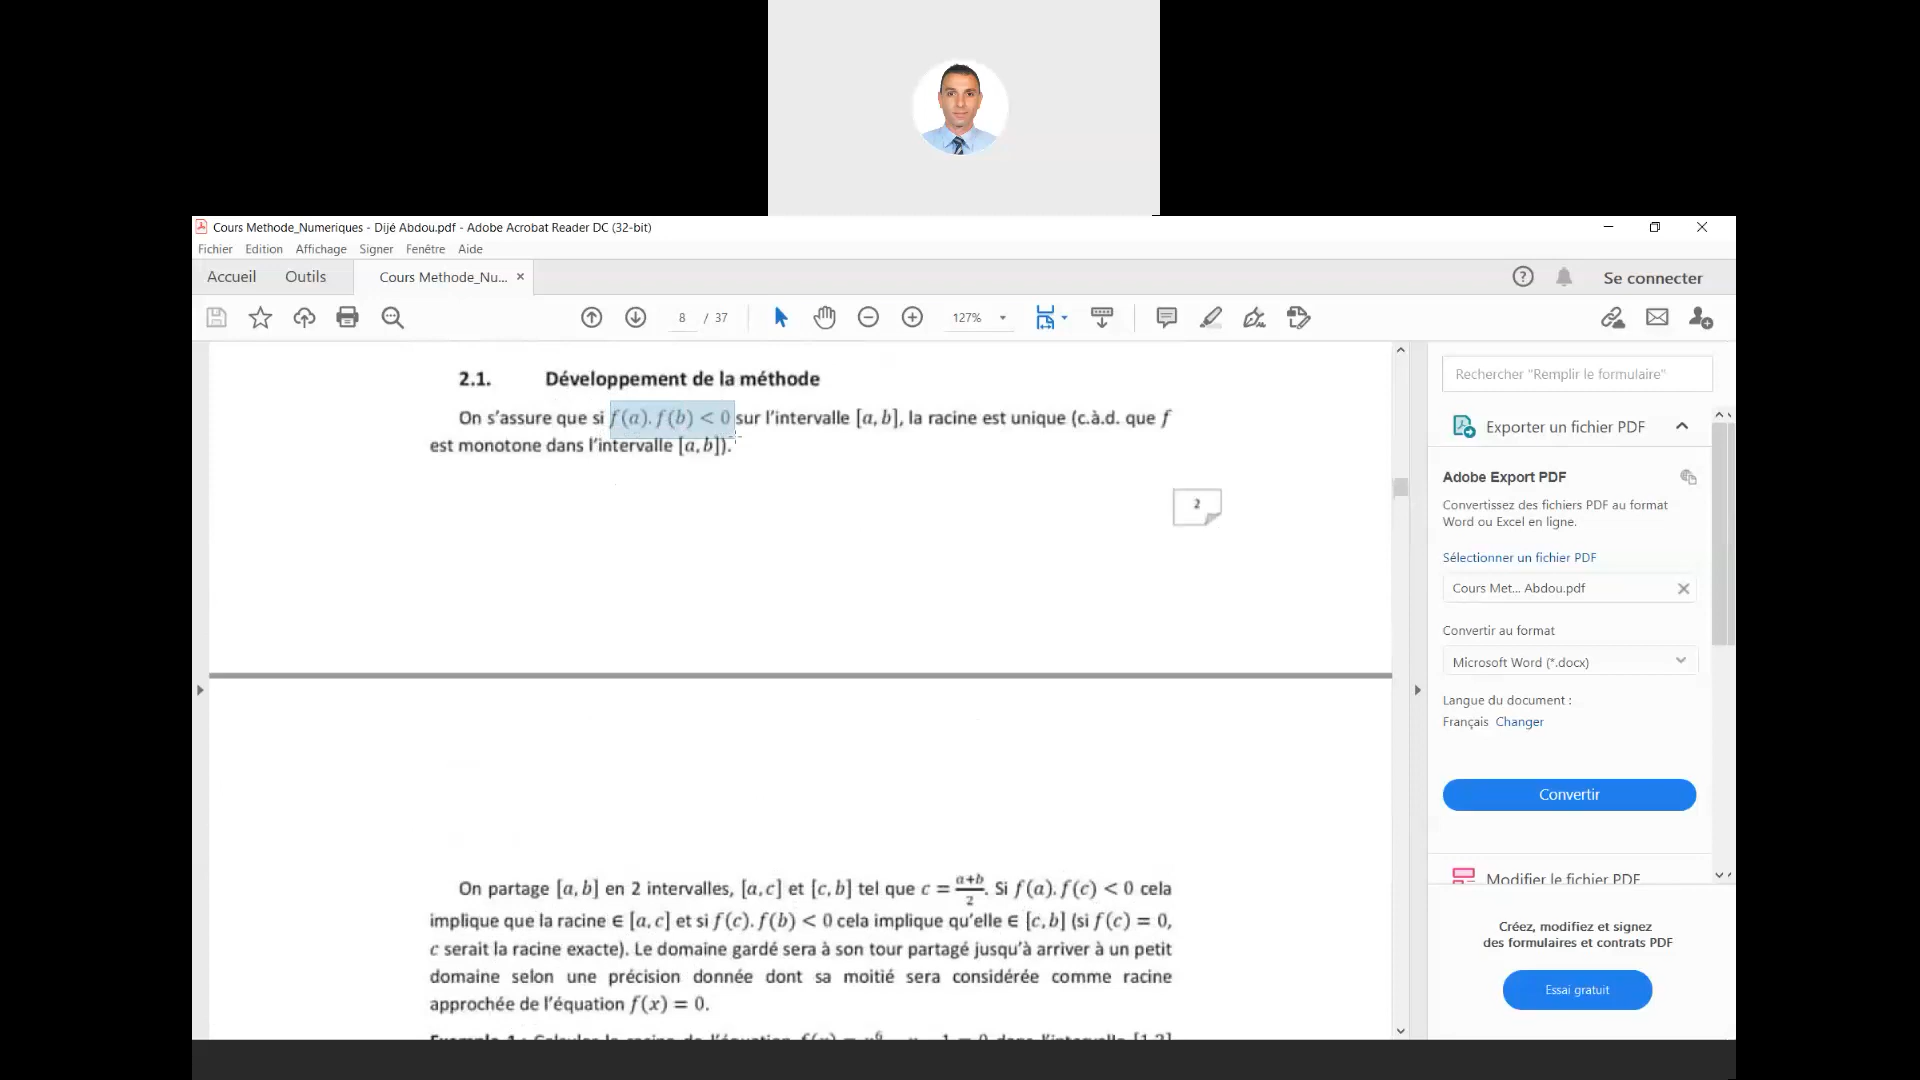 Cours Methode_Numeriques - Dijé Abdou.pdf - Adobe Acrobat Reader DC (32-bit)
Fichier Edition Affichage Signer Fenêtre Aide
Accueil Outils Cours Methode_Nu... × Se connecter
8 / 37 127%
2.1. Développement de la méthode
On s'assure que si f(a). f(b) < 0 sur l'intervalle [a, b], la racine est unique (c.à.d. que f
est monotone dans l'intervalle [a, b]).
2
On partage [a, b] en 2 intervalles, [a, c] et [c, b] tel que c = a+b/2. Si f(a). f(c) < 0 cela
implique que la racine ∈ [a, c] et si f(c). f(b) < 0 cela implique qu'elle ∈ [c, b] (si f(c) = 0,
c serait la racine exacte). Le domaine gardé sera à son tour partagé jusqu'à arriver à un petit
domaine selon une précision donnée dont sa moitié sera considérée comme racine
approchée de l'équation f(x) = 0.
Rechercher "Remplir le formulaire"
Exporter un fichier PDF
Adobe Export PDF
Convertissez des fichiers PDF au format
Word ou Excel en ligne.
Sélectionner un fichier PDF
Cours Met... Abdou.pdf
Convertir au format
Microsoft Word (*.docx)
Langue du document :
Français Changer
Convertir
Modifier le fichier PDF
Créez, modifiez et signez
des formulaires et contrats PDF
Essai gratuit